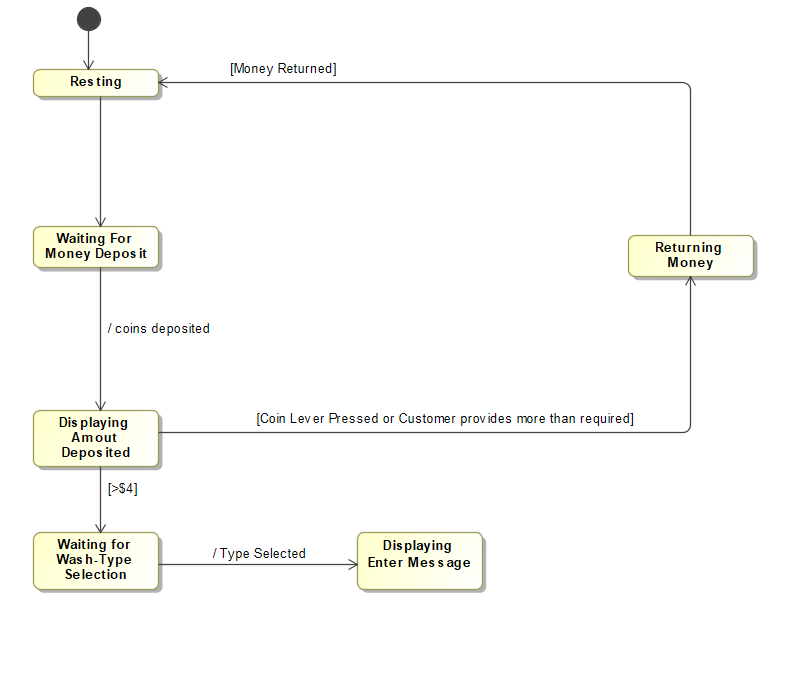 [Money Returned]
Resting
Waiting For
Money Deposit
Returning
Money
/ coins deposited
Displaying
Amout
Deposited
[Coin Lever Pressed or Customer provides more than required]
[>$4]
Waiting for
Wash-Type
Selection
/ Type Selected
Displaying
Enter Message